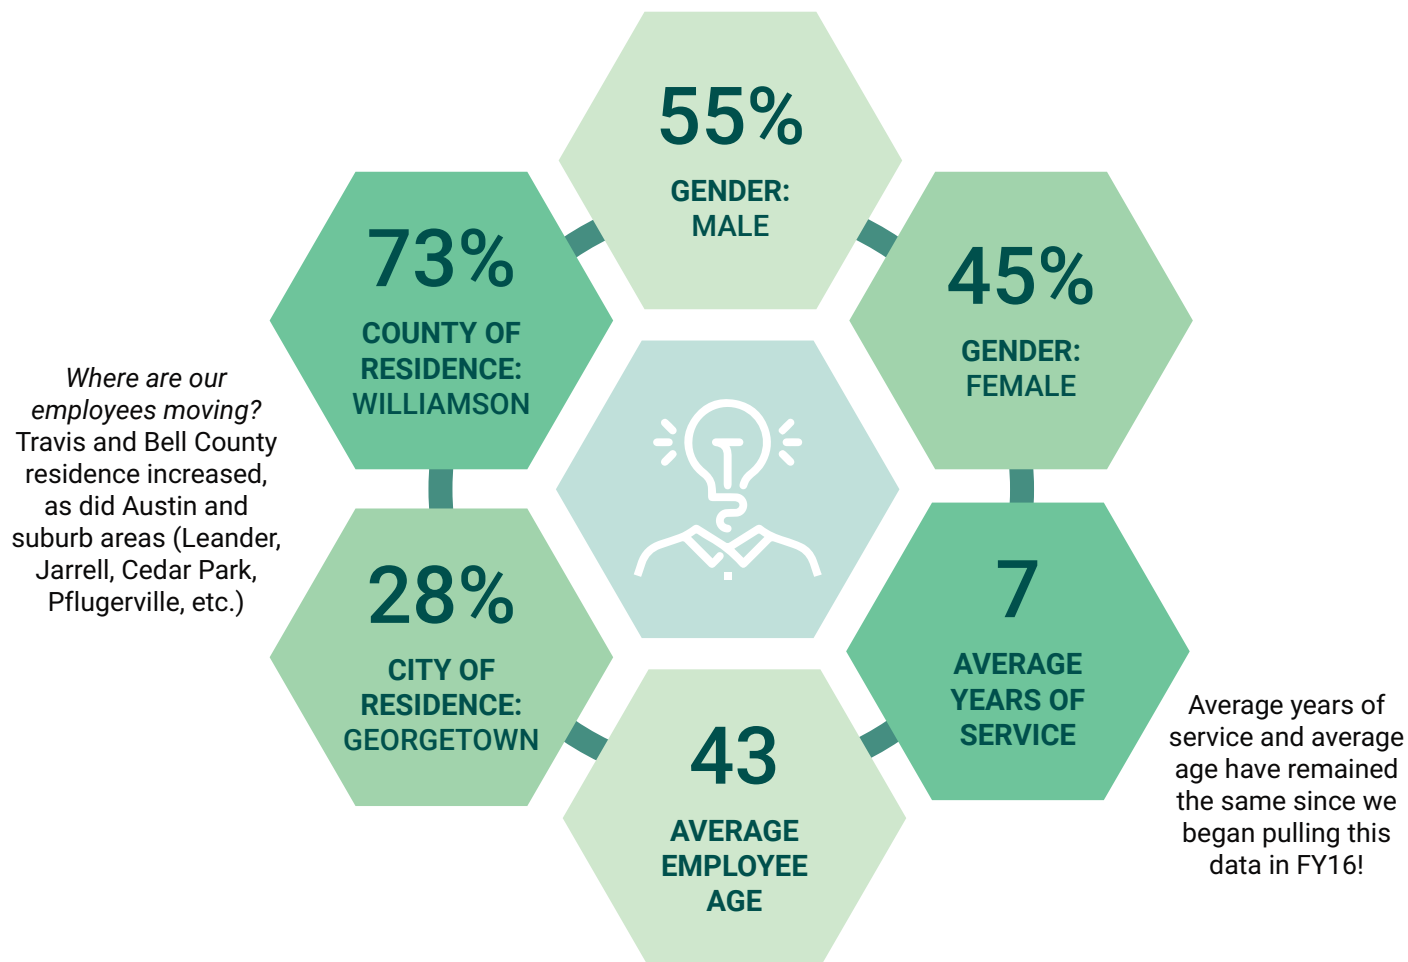 55%
GENDER:
MALE
73%
COUNTY OF
RESIDENCE:
WILLIAMSON
45%
GENDER:
FEMALE
Where are our
employees moving?
Travis and Bell County
residence increased,
as did Austin and
suburb areas (Leander,
Jarrell, Cedar Park,
Pflugerville, etc.)
28%
CITY OF
RESIDENCE:
GEORGETOWN
7
AVERAGE
YEARS OF
SERVICE
43
AVERAGE
EMPLOYEE
AGE
Average years of
service and average
age have remained
the same since we
began pulling this
data in FY16!